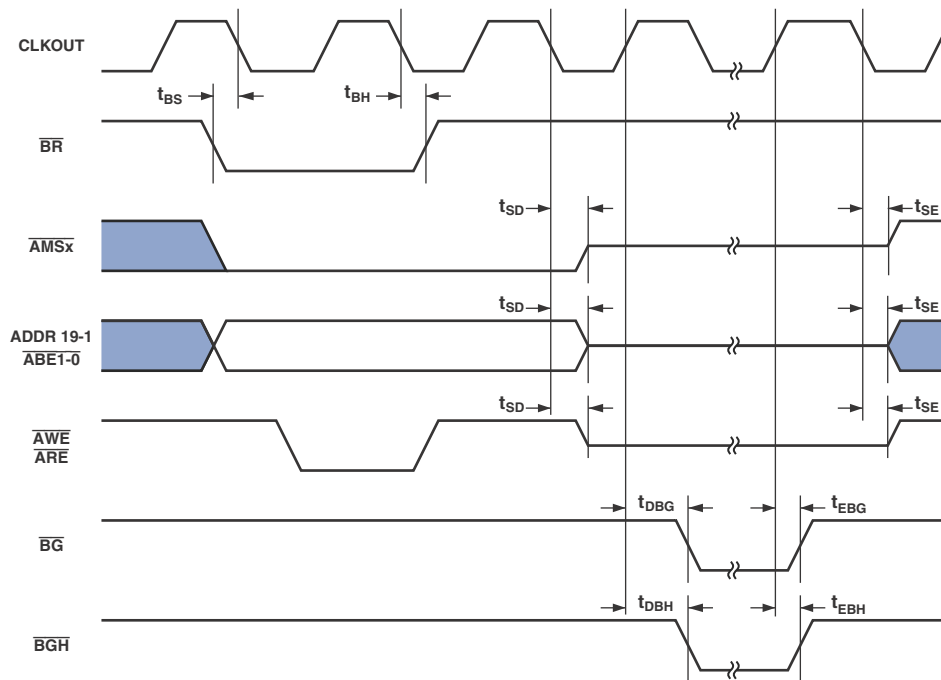 CLKOUT
tBS
tBH
BR
tSD
tSE
AMSx
tSD
tSE
ADDR 19-1
ABE1-0
tSD
tSE
AWE
ARE
tDBG
tEBG
BG
tDBH
tEBH
BGH